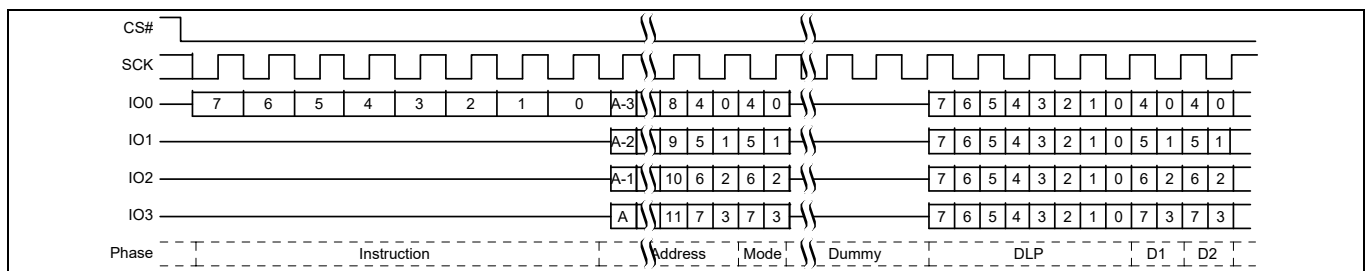 CS#
SCK
IO0 7 6 5 4 3 2 1 0 A-3 8 4 0 4 0 7 6 5 4 3 2 1 0 4 0 4 0
IO1 A-2 9 5 1 5 1 7 6 5 4 3 2 1 0 5 1 5 1
IO2 A-1 10 6 2 6 2 7 6 5 4 3 2 1 0 6 2 6 2
IO3 A 11 7 3 7 3 7 6 5 4 3 2 1 0 7 3 7 3
Phase Instruction Address Mode Dummy DLP D1 D2